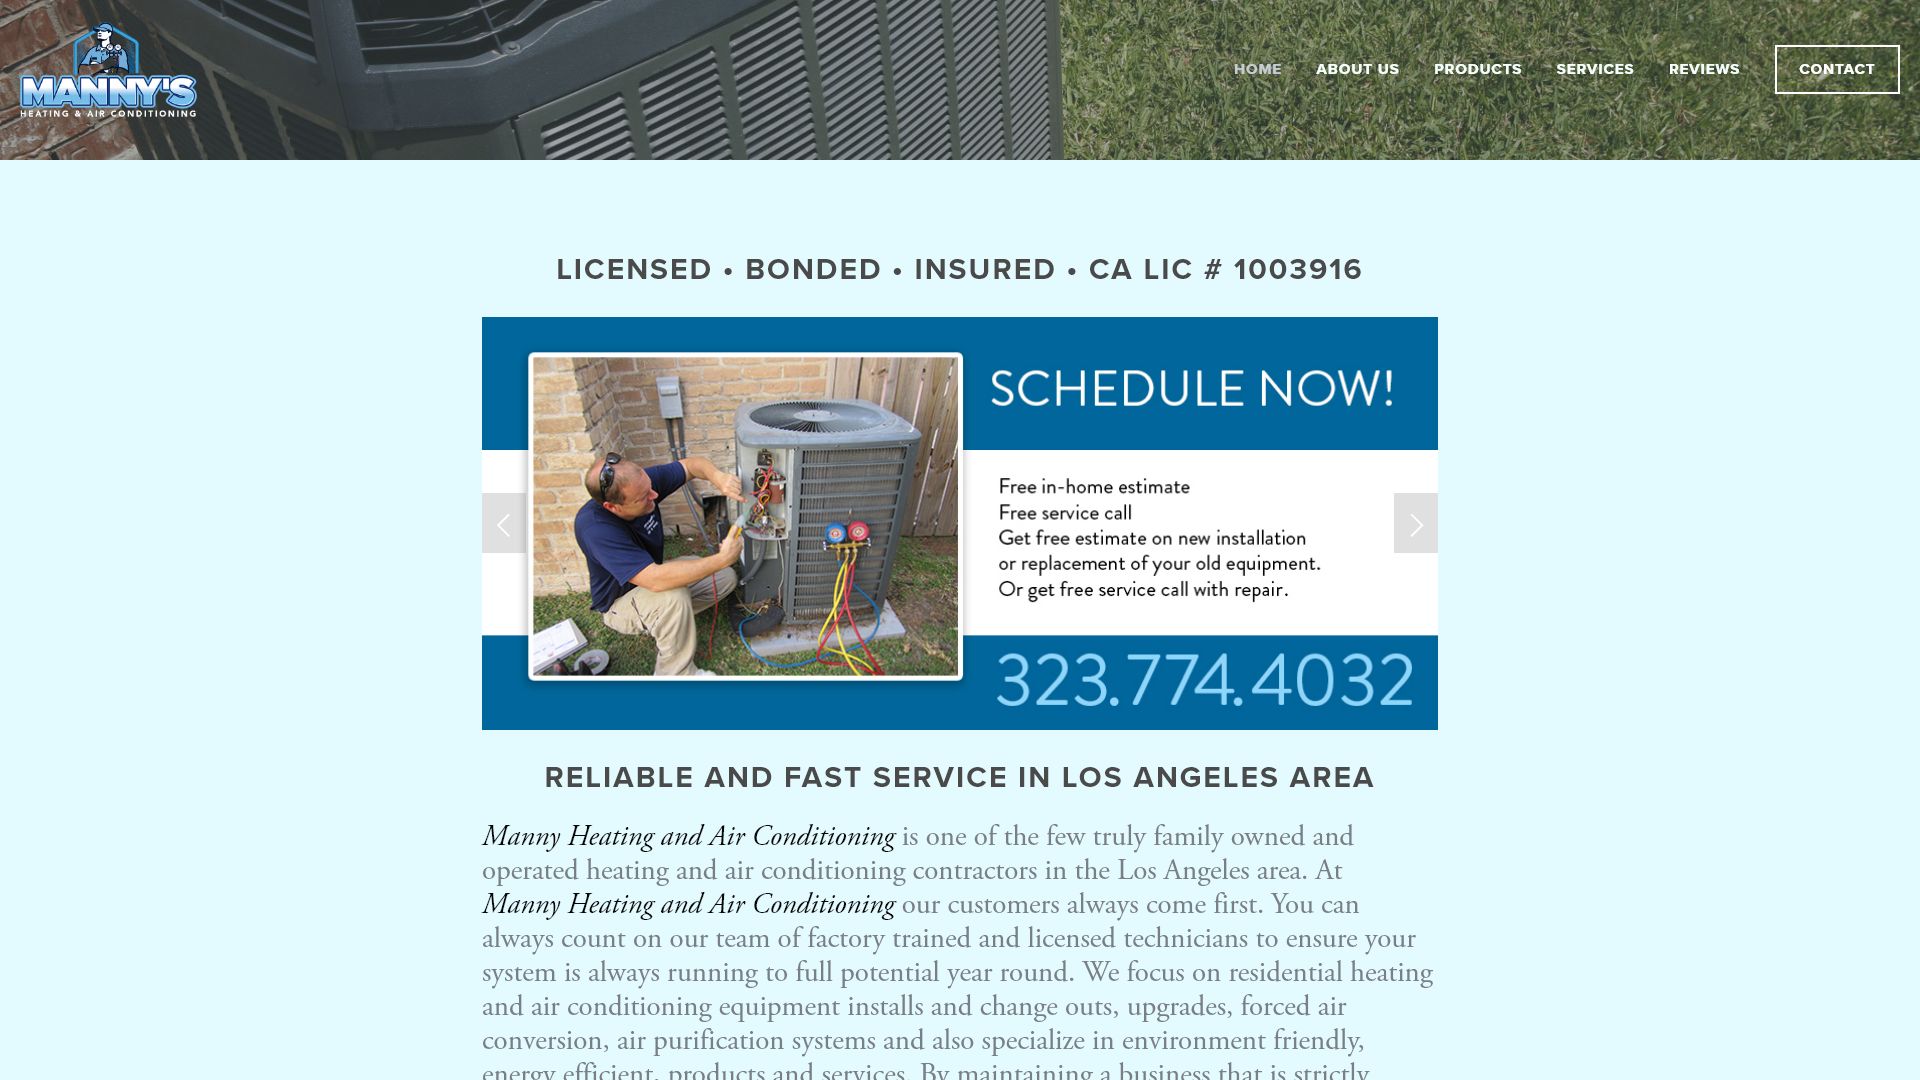 MANNY'S
HEATING & AIR CONDITIONING
HOME
ABOUT US
PRODUCTS
SERVICES
REVIEWS
CONTACT
LICENSED • BONDED • INSURED • CA LIC # 1003916
SCHEDULE NOW!
Free in-home estimate
Free service call
Get free estimate on new installation
or replacement of your old equipment.
Or get free service call with repair.
323.774.4032
RELIABLE AND FAST SERVICE IN LOS ANGELES AREA
Manny Heating and Air Conditioning is one of the few truly family owned and
operated heating and air conditioning contractors in the Los Angeles area. At
Manny Heating and Air Conditioning our customers always come first. You can
always count on our team of factory trained and licensed technicians to ensure your
system is always running to full potential year round. We focus on residential heating
and air conditioning equipment installs and change outs, upgrades, forced air
conversion, air purification systems and also specialize in environment friendly,
energy efficient, products and services. By maintaining a business that is strictly